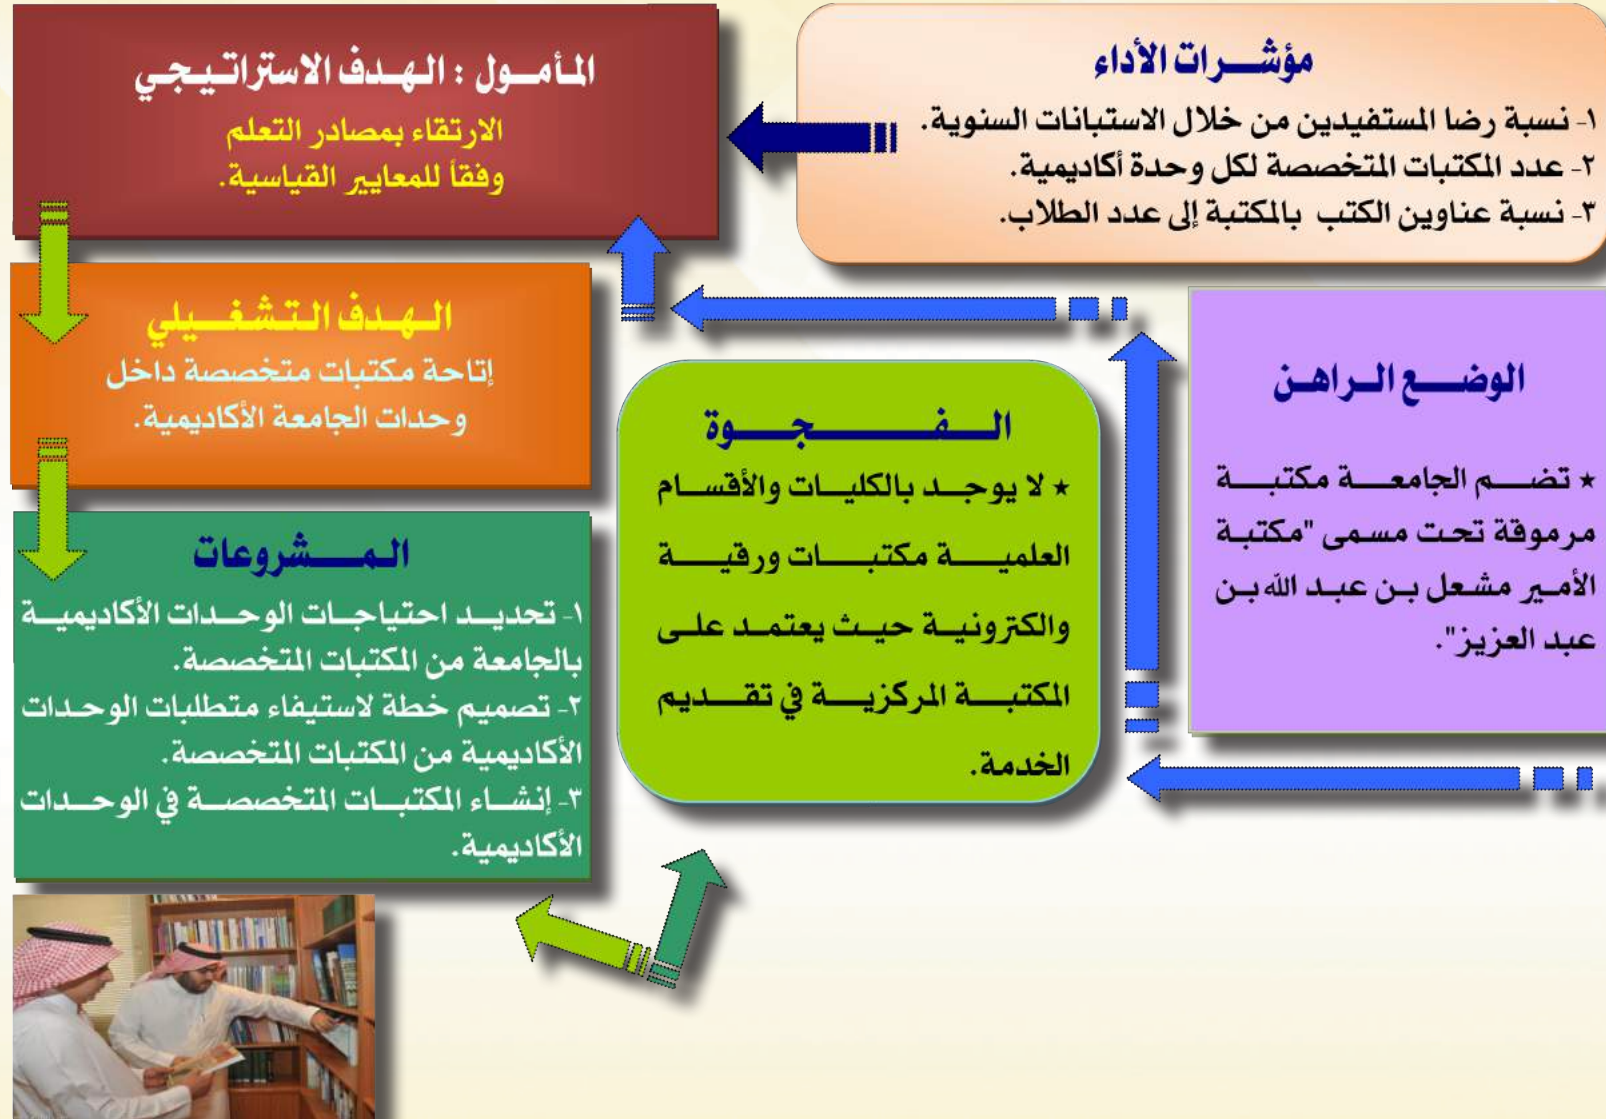 مؤشرات الأداء
١- نسبة رضا المستفيدين من خلال الاستبانات السنوية.
٢- عدد المكتبات المتخصصة لكل وحدة أكاديمية.
٣- نسبة عناوين الكتب بالمكتبة إلى عدد الطلاب.
المأمول : الهدف الاستراتيجي
الارتقاء بمصادر التعلم
وفقاً للمعايير القياسية.
الوضع الراهن
* تضم الجامعة مكتبة
مرموقة تحت مسمى "مكتبة
الأمير مشعل بن عبد الله بن
عبد العزيز".
الفجوة
* لا يوجد بالكليات والأقسام
العلمية مكتبات ورقية
والكترونية حيث يعتمد على
المكتبة المركزية في تقديم
الخدمة.
الهدف التشغيلي
إتاحة مكتبات متخصصة داخل
وحدات الجامعة الأكاديمية.
المشروعات
١- تحديد احتياجات الوحدات الأكاديمية
بالجامعة من المكتبات المتخصصة.
٢- تصميم خطة لاستيفاء متطلبات الوحدات
الأكاديمية من المكتبات المتخصصة.
٣- إنشاء المكتبات المتخصصة في الوحدات
الأكاديمية.